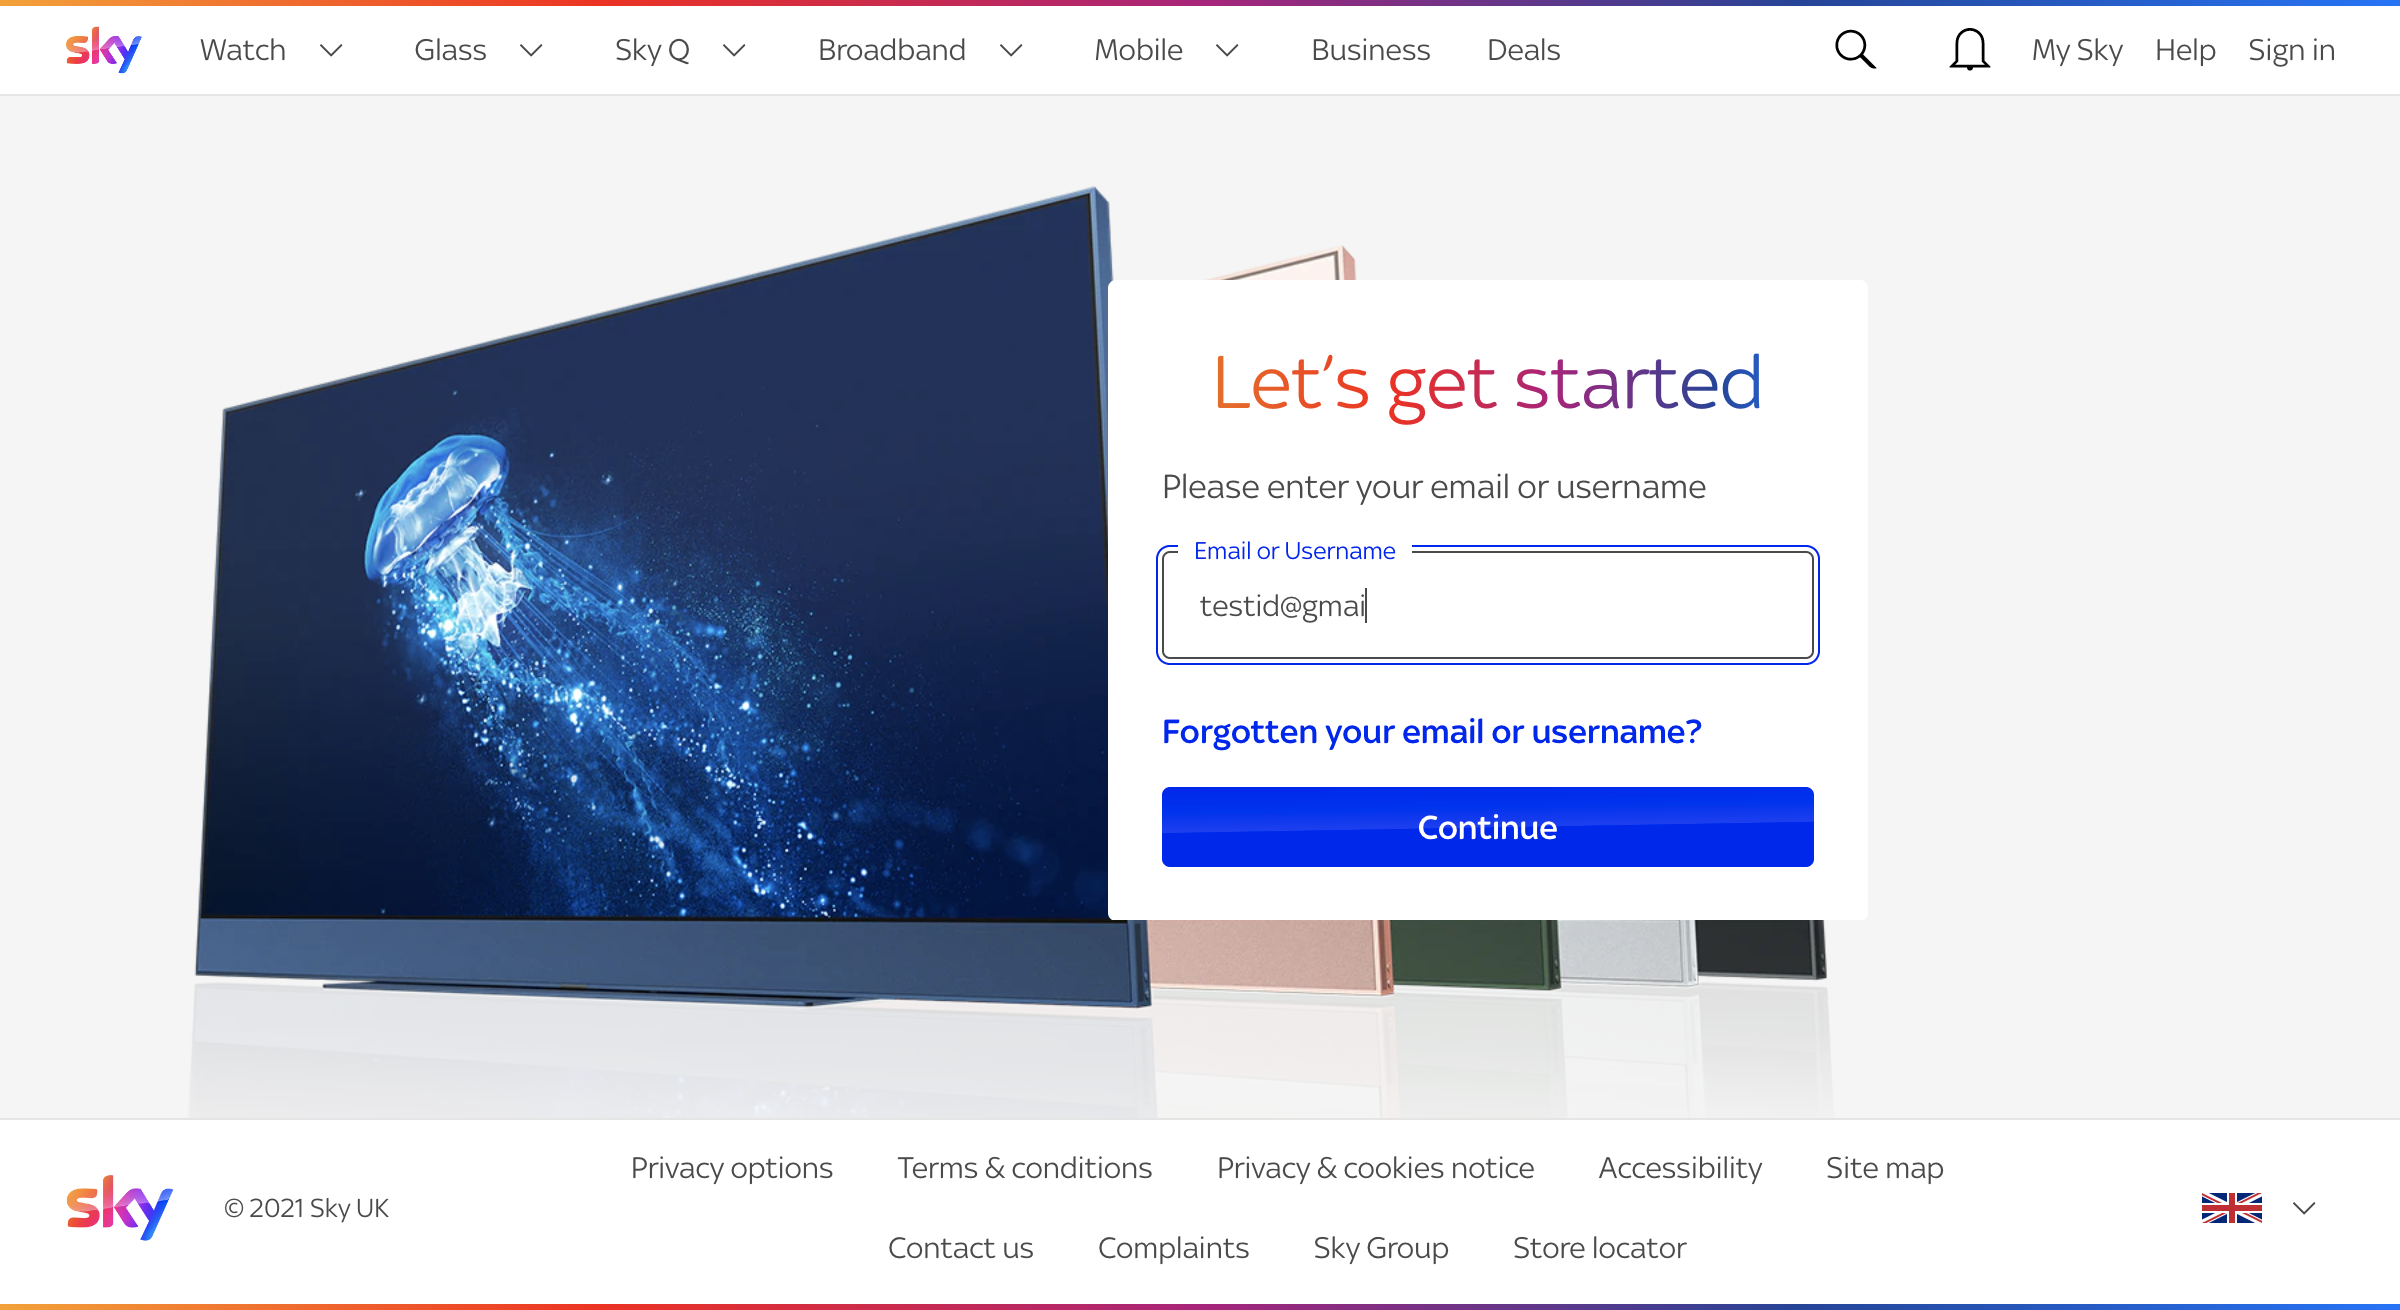 sky Watch Glass Sky Q Broadband Mobile Business Deals My Sky Help Sign in
Let's get started
Please enter your email or username
Email or Username
testid@gmai
Forgotten your email or username?
Continue
sky © 2021 Sky UK
Privacy options Terms & conditions Privacy & cookies notice Accessibility Site map
Contact us Complaints Sky Group Store locator